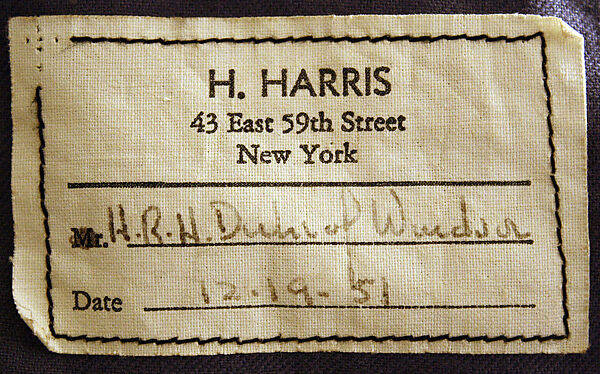 H. HARRIS
43 East 59th Street
New York
Mr. H.R.H. Duke of Windsor
Date 12-19-51